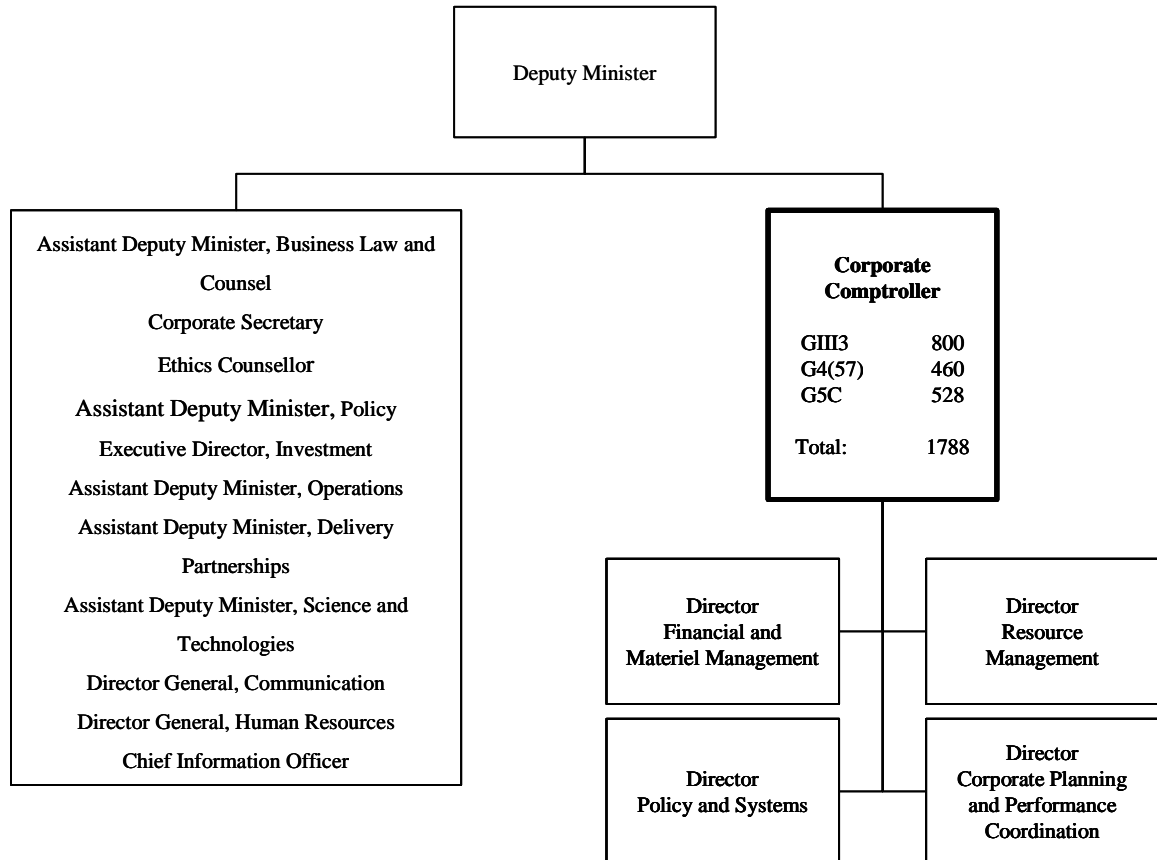 Deputy Minister
Assistant Deputy Minister, Business Law and
Counsel
Corporate Secretary
Ethics Counsellor
Assistant Deputy Minister, Policy
Executive Director, Investment
Assistant Deputy Minister, Operations
Assistant Deputy Minister, Delivery
Partnerships
Assistant Deputy Minister, Science and
Technologies
Director General, Communication
Director General, Human Resources
Chief Information Officer
Corporate
Comptroller
GIII3 800
G4(57) 460
G5C 528
Total: 1788
Director
Financial and
Materiel Management
Director
Resource
Management
Director
Policy and Systems
Director
Corporate Planning
and Performance
Coordination